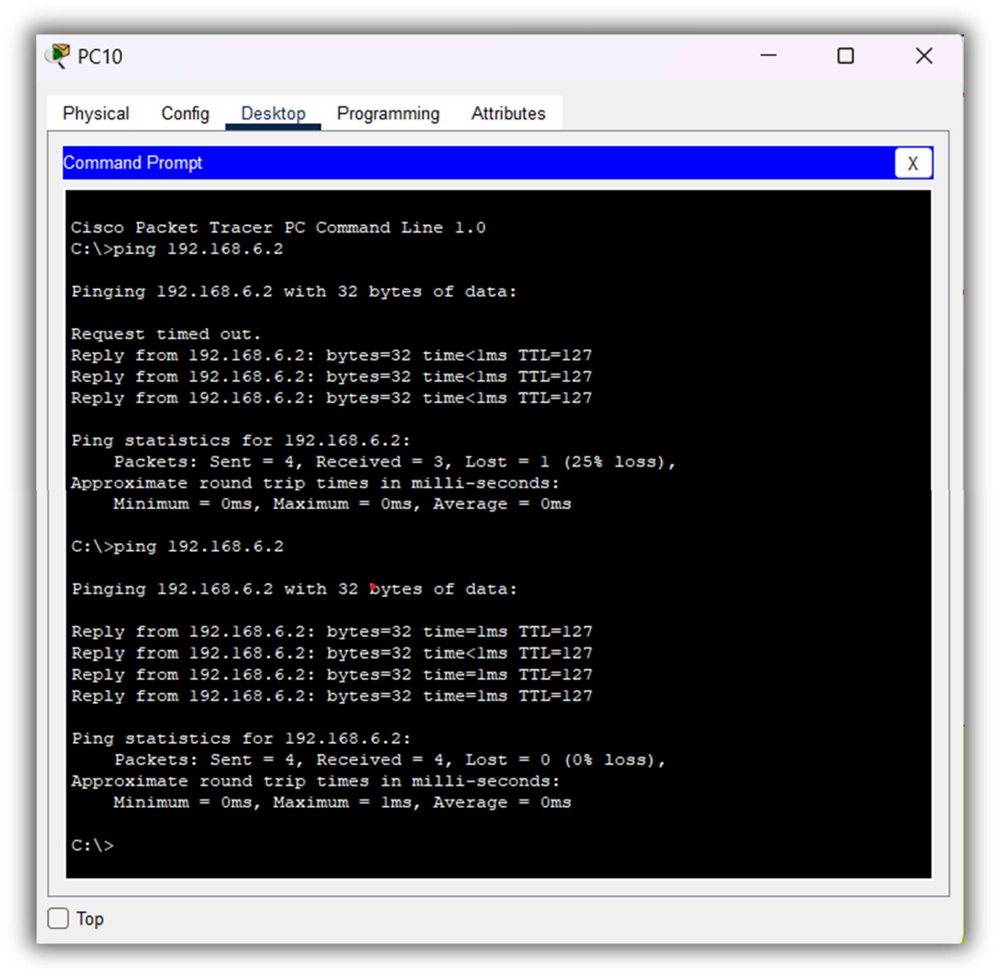 PC10
Physical Config Desktop Programming Attributes
Command Prompt X
Cisco Packet Tracer PC Command Line 1.0
C:\>ping 192.168.6.2
Pinging 192.168.6.2 with 32 bytes of data:
Request timed out.
Reply from 192.168.6.2: bytes=32 time<1ms TTL=127
Reply from 192.168.6.2: bytes=32 time<1ms TTL=127
Reply from 192.168.6.2: bytes=32 time<1ms TTL=127
Ping statistics for 192.168.6.2:
Packets: Sent = 4, Received = 3, Lost = 1 (25% loss),
Approximate round trip times in milli-seconds:
Minimum = 0ms, Maximum = 0ms, Average = 0ms
C:\>ping 192.168.6.2
Pinging 192.168.6.2 with 32 bytes of data:
Reply from 192.168.6.2: bytes=32 time=1ms TTL=127
Reply from 192.168.6.2: bytes=32 time<1ms TTL=127
Reply from 192.168.6.2: bytes=32 time=1ms TTL=127
Reply from 192.168.6.2: bytes=32 time=1ms TTL=127
Ping statistics for 192.168.6.2:
Packets: Sent = 4, Received = 4, Lost = 0 (0% loss),
Approximate round trip times in milli-seconds:
Minimum = 0ms, Maximum = 1ms, Average = 0ms
C:\>
Top